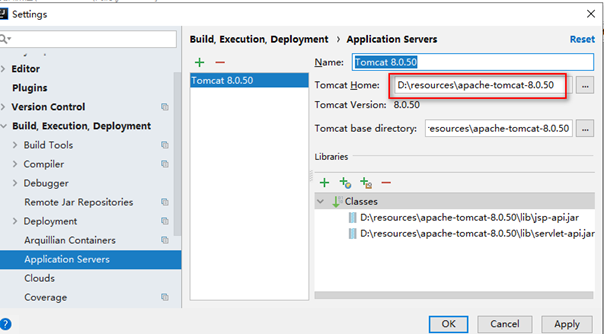 Settings
Build, Execution, Deployment › Application Servers
Reset
Editor
Plugins
Version Control
Build, Execution, Deployment
Build Tools
Compiler
Debugger
Remote Jar Repositories
Deployment
Arquillian Containers
Application Servers
Clouds
Coverage
Tomcat 8.0.50
Name: Tomcat 8.0.50
Tomcat Home: D:\resources\apache-tomcat-8.0.50 ...
Tomcat Version: 8.0.50
Tomcat base directory: resources\apache-tomcat-8.0.50 ...
Libraries
Classes
D:\resources\apache-tomcat-8.0.50\lib\jsp-api.jar
D:\resources\apache-tomcat-8.0.50\lib\servlet-api.jar
?
OK
Cancel
Apply